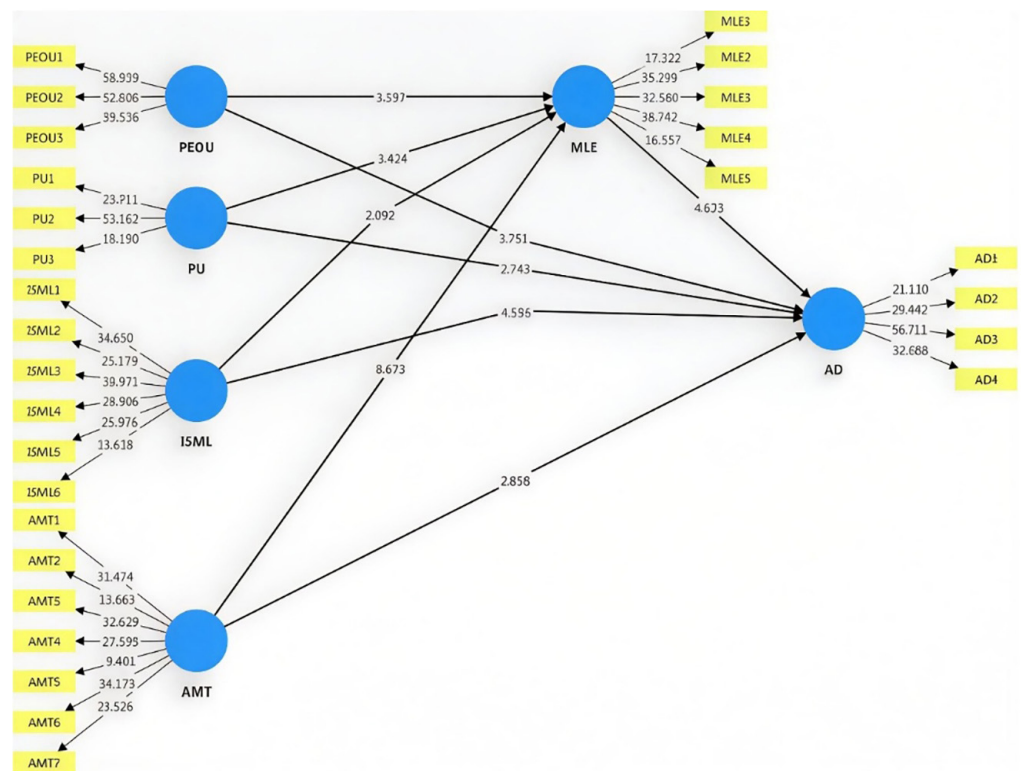 MLE3
PEOU1
17.322
MLE2
58.939
35.299
PEOU2
52.806
3.597
32.560
MLE3
39.536
38.742
PEOU3
MLE4
PEOU
MLE
16.557
3.424
PU1
MLE5
23.211
PU2
53.162
2.092
4.633
18.190
3.751
PU3
PU
2.743
AD1
ISML1
21.110
AD2
4.596
29.442
ISML2
34.650
56.711
AD3
25.179
32.688
ISML3
39.971
8.673
AD
AD4
28.906
ISML4
25.976
ISML
13.618
ISML5
2.858
ISML6
AMT1
AMT2
31.474
13.663
AMT5
32.629
AMT4
27.598
9.401
AMT5
34.173
AMT
23.526
AMT6
AMT7